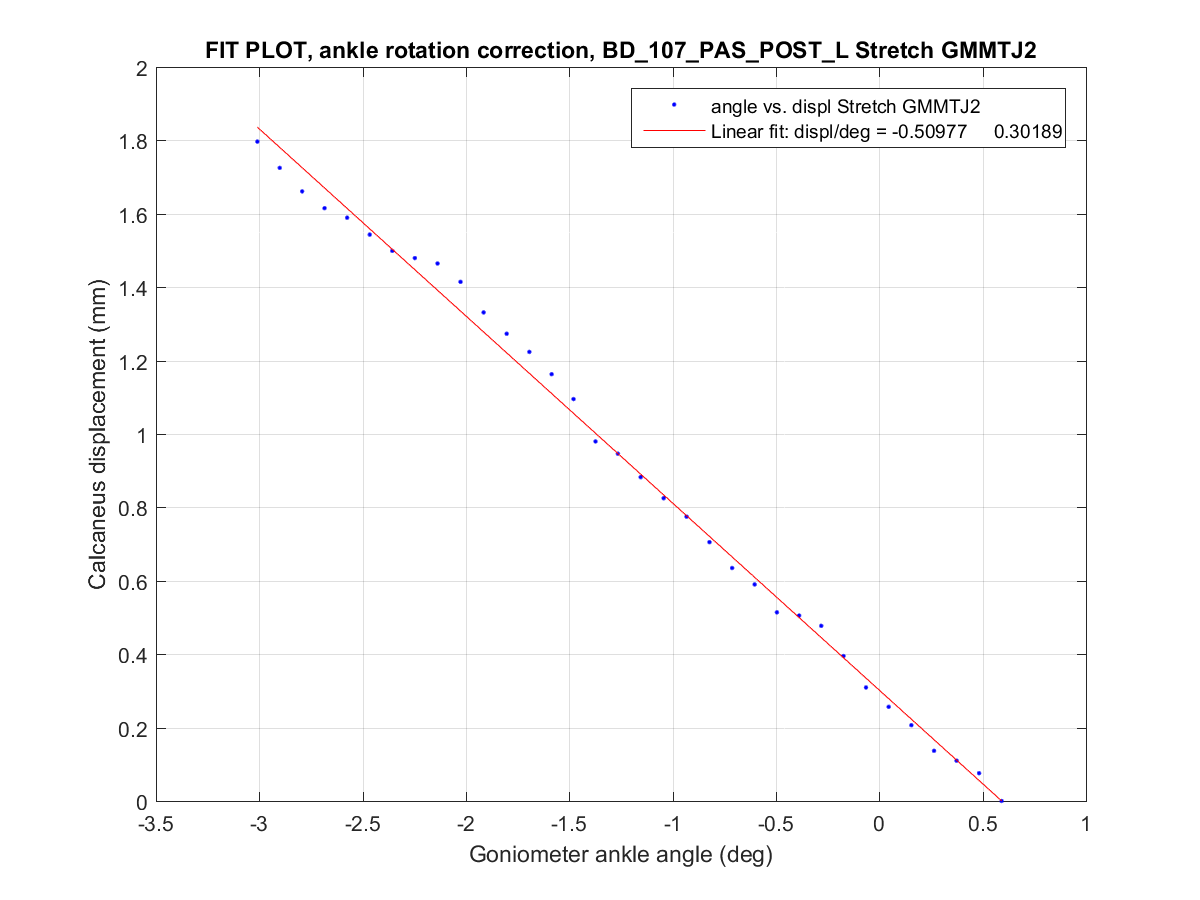 FIT PLOT, ankle rotation correction, BD_107_PAS_POST_L Stretch GMMTJ2
angle vs. displ Stretch GMMTJ2
Linear fit: displ/deg = -0.50977 0.30189
2
1.8
1.6
1.4
1.2
1
0.8
0.6
0.4
0.2
0
Calcaneus displacement (mm)
-3.5 -3 -2.5 -2 -1.5 -1 -0.5 0 0.5 1
Goniometer ankle angle (deg)